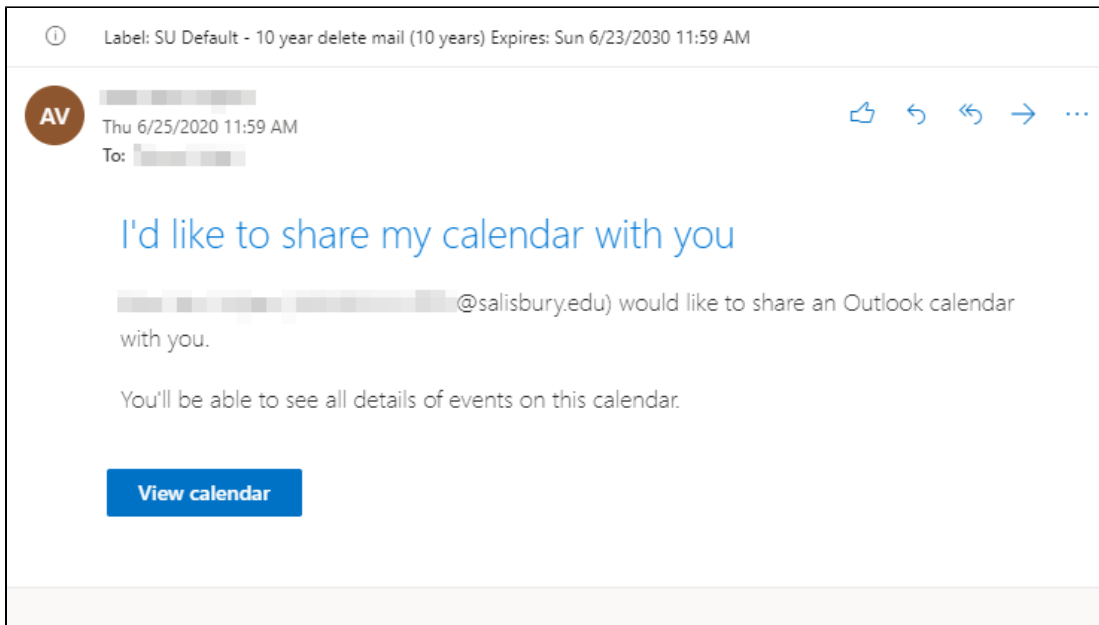 Label: SU Default - 10 year delete mail (10 years) Expires: Sun 6/23/2030 11:59 AM
AV
Thu 6/25/2020 11:59 AM
To:
I'd like to share my calendar with you
@salisbury.edu) would like to share an Outlook calendar
with you.
You'll be able to see all details of events on this calendar.
View calendar